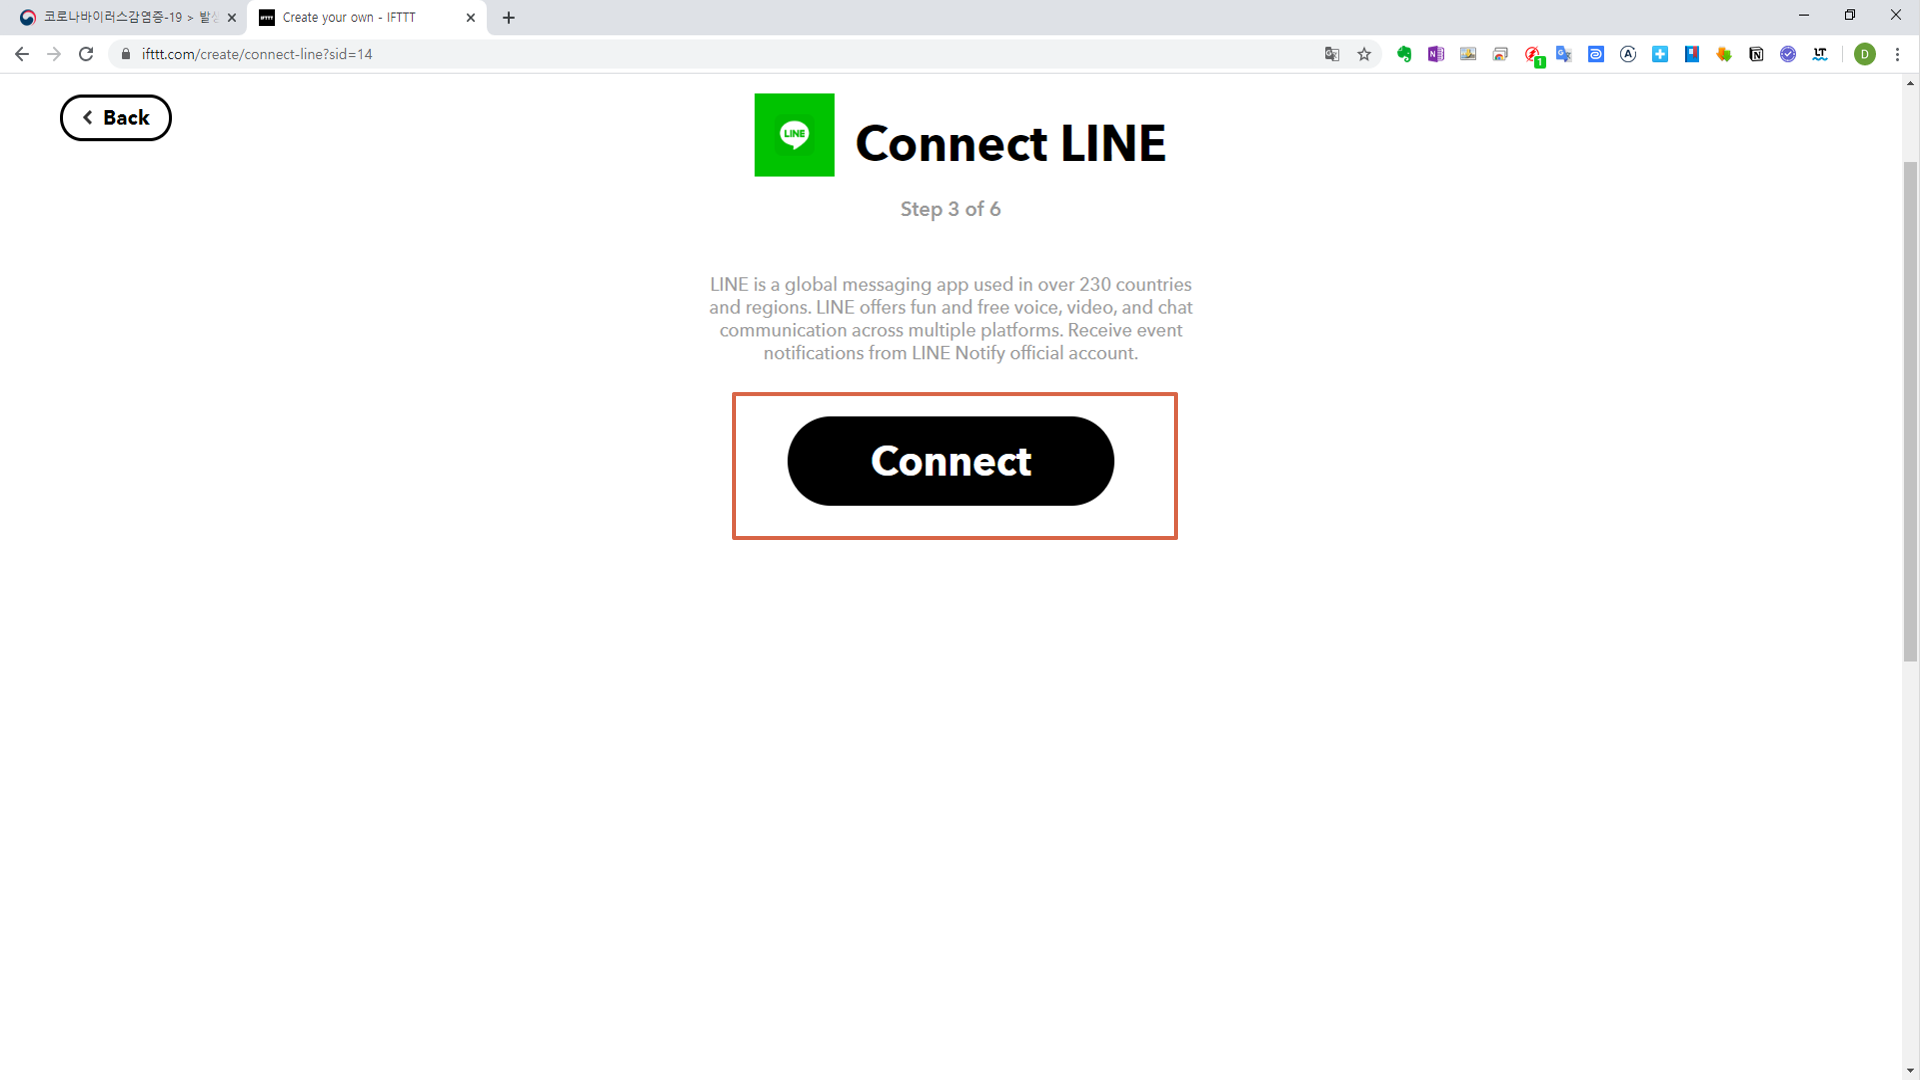 코로나바이러스감염증-19 > 발생
Create your own - IFTTT
ifttt.com/create/connect-line?sid=14
Back
LINE
Connect LINE
Step 3 of 6
LINE is a global messaging app used in over 230 countries
and regions. LINE offers fun and free voice, video, and chat
communication across multiple platforms. Receive event
notifications from LINE Notify official account.
Connect